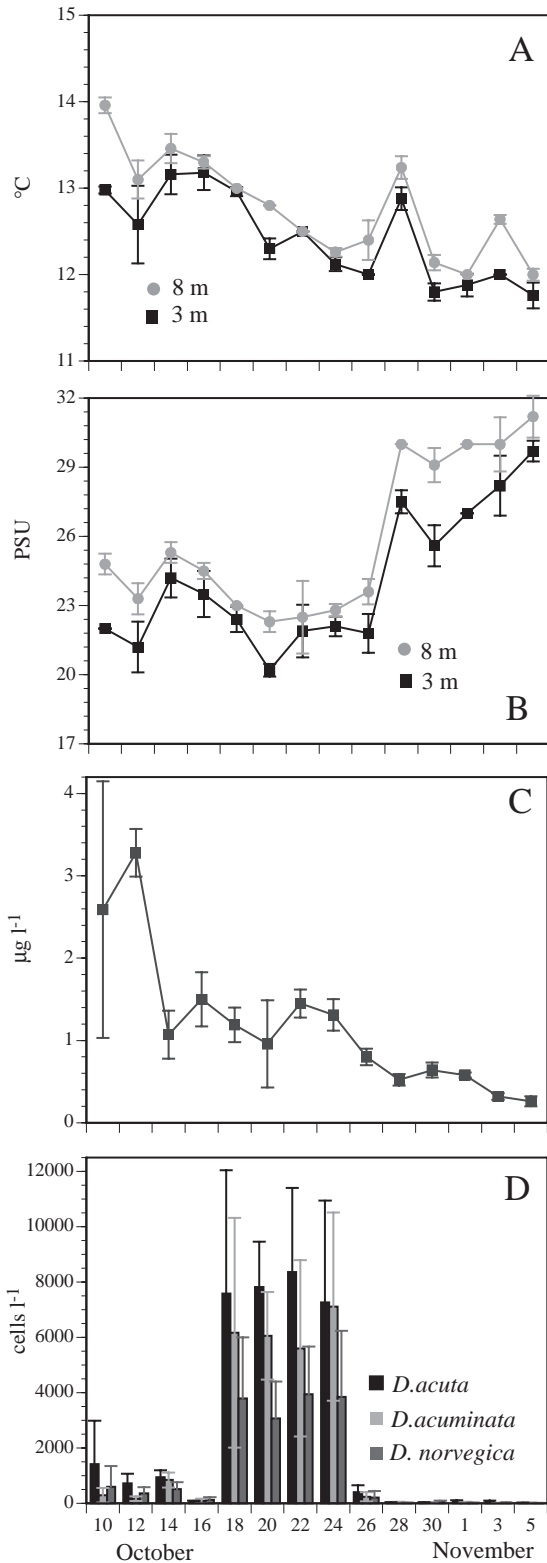 A
°C
15
14
13
12
11
8 m
3 m
B
PSU
32
29
26
23
20
17
8 m
3 m
C
µg l-1
4
3
2
1
0
D
cells l-1
12000
10000
8000
6000
4000
2000
0
D.acuta
D.acuminata
D. norvegica
10 12 14 16 18 20 22 24 26 28 30 1 3 5
October November